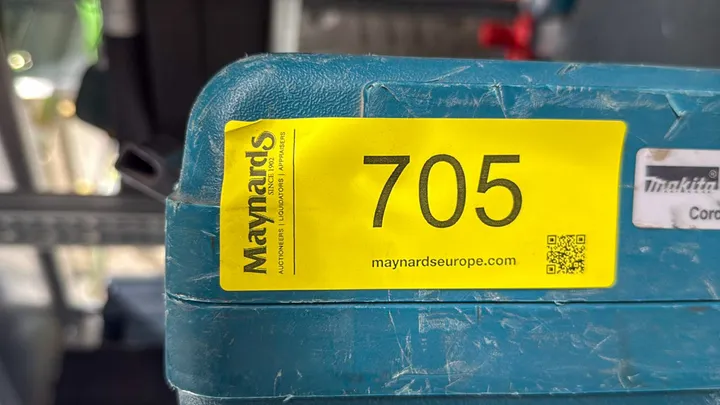 Maynards
SINCE 1902
AUCTIONEERS | LIQUIDATORS | APPRAISERS
705
maynardseurope.com
makita
Cord